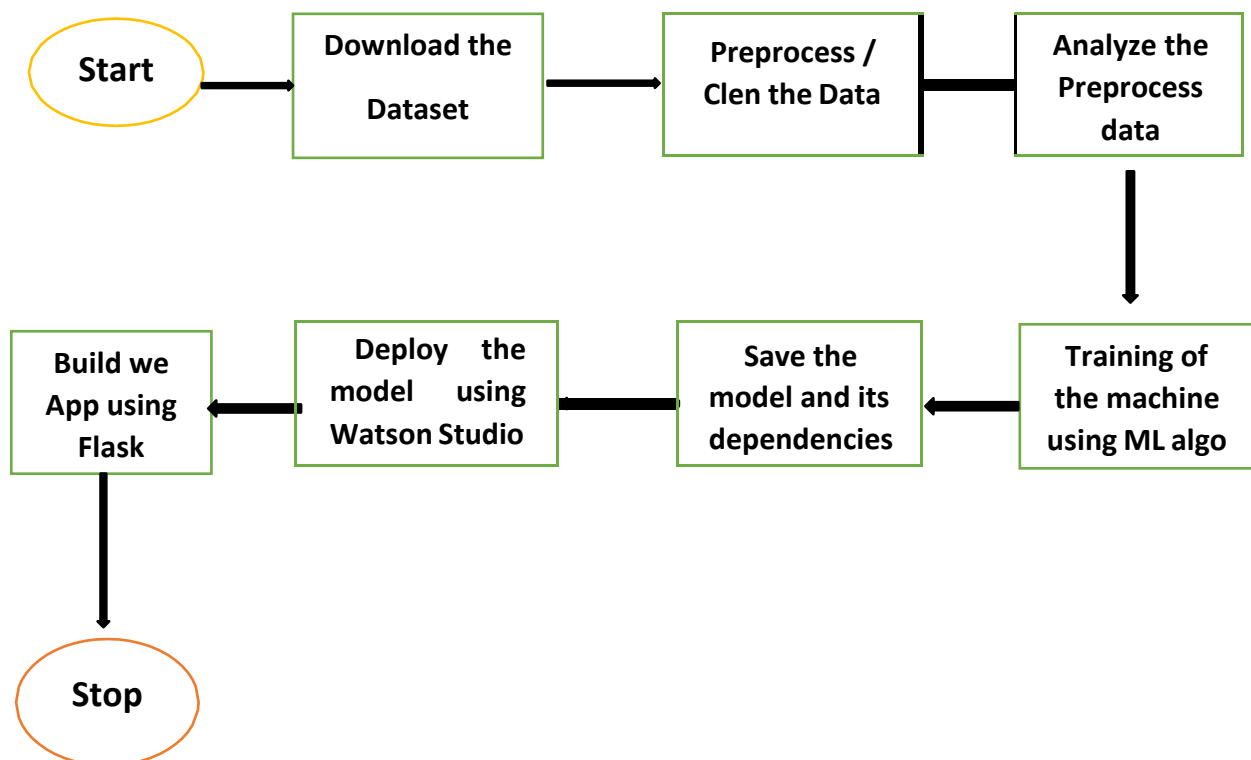 Start
Download the
Dataset
Preprocess /
Clen the Data
Analyze the
Preprocess
data
Training of
the machine
using ML algo
Save the
model and its
dependencies
Deploy the
model using
Watson Studio
Build we
App using
Flask
Stop